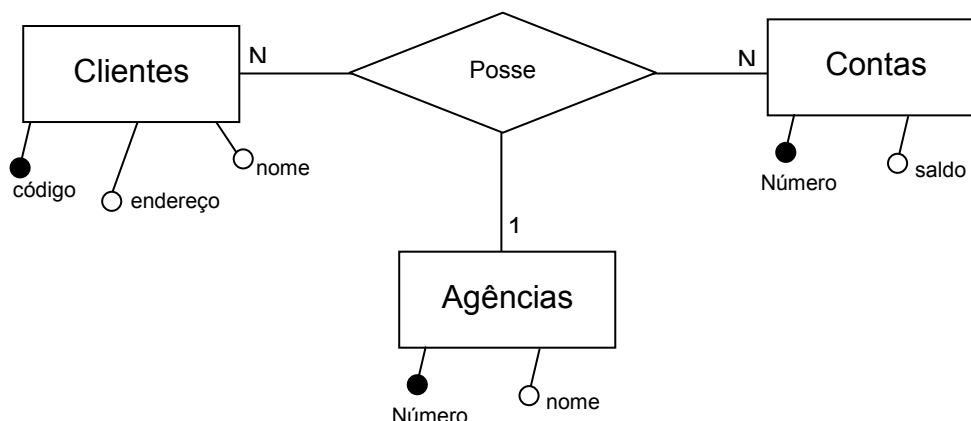 Clientes
N
Posse
N
Contas
código
endereço
nome
Número
saldo
1
Agências
Número
nome